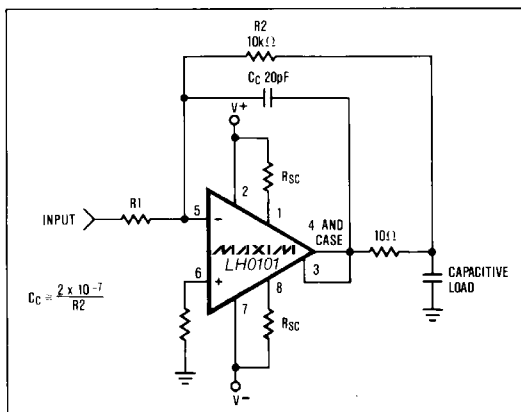 R2
10kΩ
Cc 20pF
V+
RSC
R1
2
1
INPUT
5
-
4 AND
CASE
10Ω
MAXIM
LH0101
3
6
+
8
CAPACITIVE
LOAD
7
RSC
Cc ≅ 2 x 10⁻⁷ / R2
V-